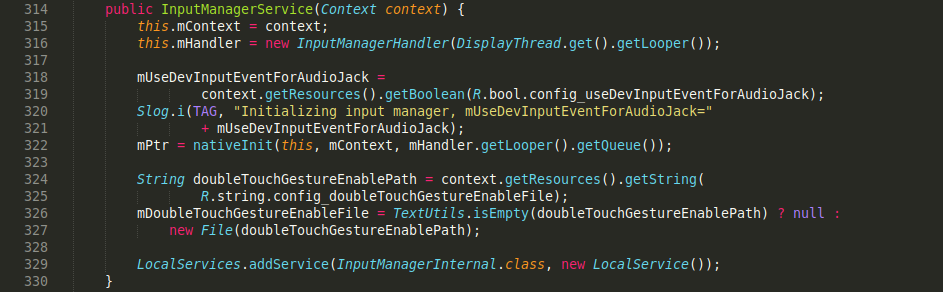 314 public InputManagerService(Context context) {
315 this.mContext = context;
316 this.mHandler = new InputManagerHandler(DisplayThread.get().getLooper());
317
318 mUseDevInputEventForAudioJack =
319 context.getResources().getBoolean(R.bool.config_useDevInputEventForAudioJack);
320 Slog.i(TAG, "Initializing input manager, mUseDevInputEventForAudioJack="
321 + mUseDevInputEventForAudioJack);
322 mPtr = nativeInit(this, mContext, mHandler.getLooper().getQueue());
323
324 String doubleTouchGestureEnablePath = context.getResources().getString(
325 R.string.config_doubleTouchGestureEnableFile);
326 mDoubleTouchGestureEnableFile = TextUtils.isEmpty(doubleTouchGestureEnablePath) ? null :
327 new File(doubleTouchGestureEnablePath);
328
329 LocalServices.addService(InputManagerInternal.class, new LocalService());
330 }